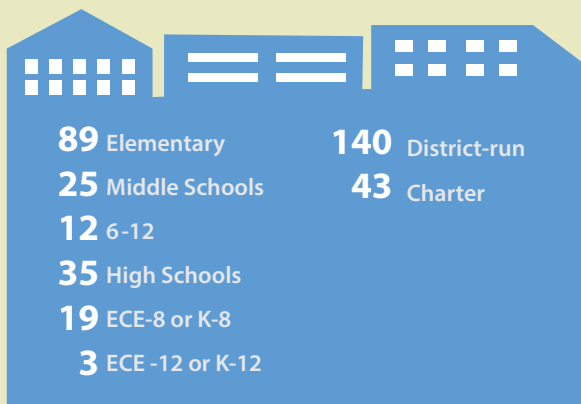 89 Elementary
25 Middle Schools
12 6-12
35 High Schools
19 ECE-8 or K-8
3 ECE -12 or K-12
140 District-run
43 Charter